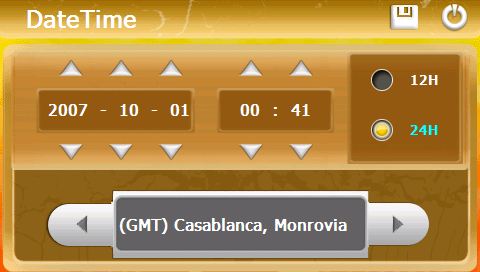 DateTime
2007 - 10 - 01 00 : 41
12H
24H
(GMT) Casablanca, Monrovia